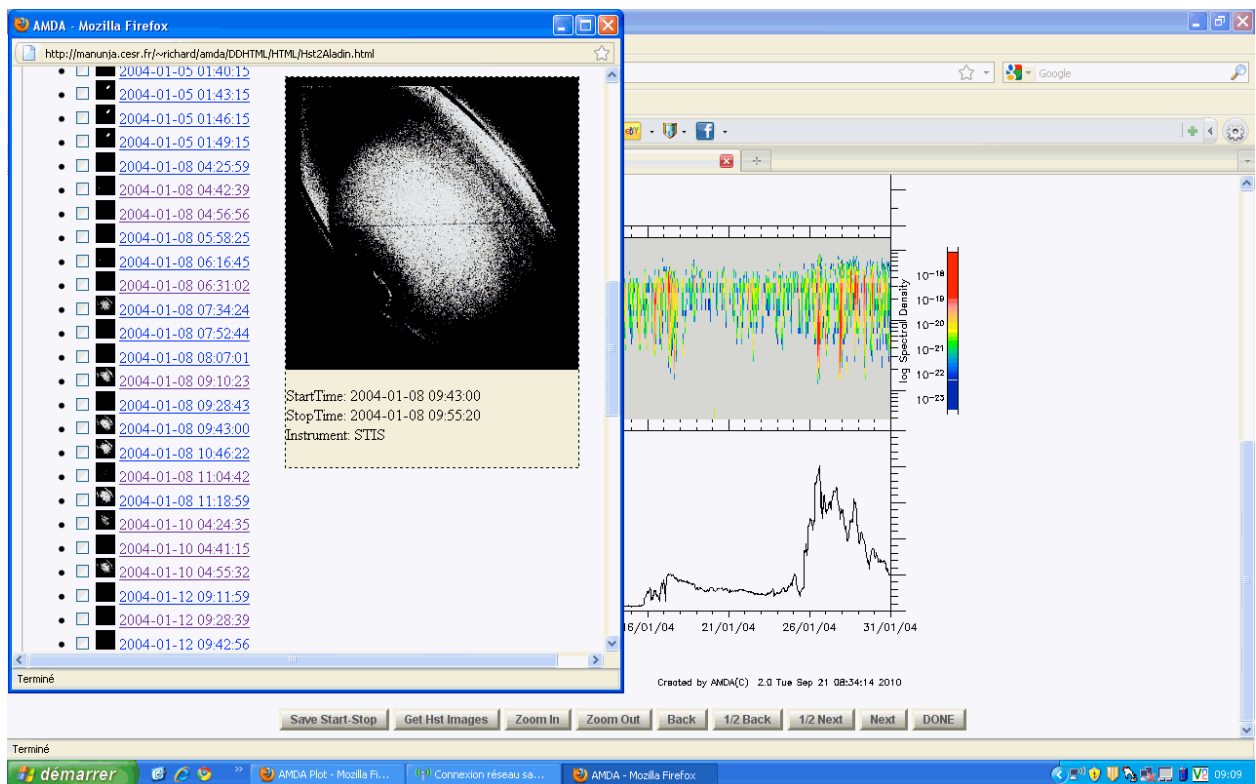 AMDA - Mozilla Firefox
http://manunja.cesr.fr/~richard/amda/DDHTML/HTML/Hst2Aladin.html
2004-01-05 01:40:15
2004-01-05 01:43:15
2004-01-05 01:46:15
2004-01-05 01:49:15
2004-01-08 04:25:59
2004-01-08 04:42:39
2004-01-08 04:56:56
2004-01-08 05:58:25
2004-01-08 06:16:45
2004-01-08 06:31:02
2004-01-08 07:34:24
2004-01-08 07:52:44
2004-01-08 08:07:01
2004-01-08 09:10:23
2004-01-08 09:28:43
2004-01-08 09:43:00
2004-01-08 10:46:22
2004-01-08 11:04:42
2004-01-08 11:18:59
2004-01-10 04:24:35
2004-01-10 04:41:15
2004-01-10 04:55:32
2004-01-12 09:11:59
2004-01-12 09:28:39
2004-01-12 09:42:56
StartTime: 2004-01-08 09:43:00
StopTime: 2004-01-08 09:55:20
Instrument: STIS
Terminé
Google
10-18
10-19
10-20
10-21
10-22
10-23
log Spectral Density
16/01/04 21/01/04 26/01/04 31/01/04
Created by AMDA(C) 2.0 Tue Sep 21 08:34:14 2010
Save Start-Stop Get Hst Images Zoom In Zoom Out Back 1/2 Back 1/2 Next Next DONE
Terminé
démarrer » AMDA Plot - Mozilla Fi... Connexion réseau sa... AMDA - Mozilla Firefox 09:09